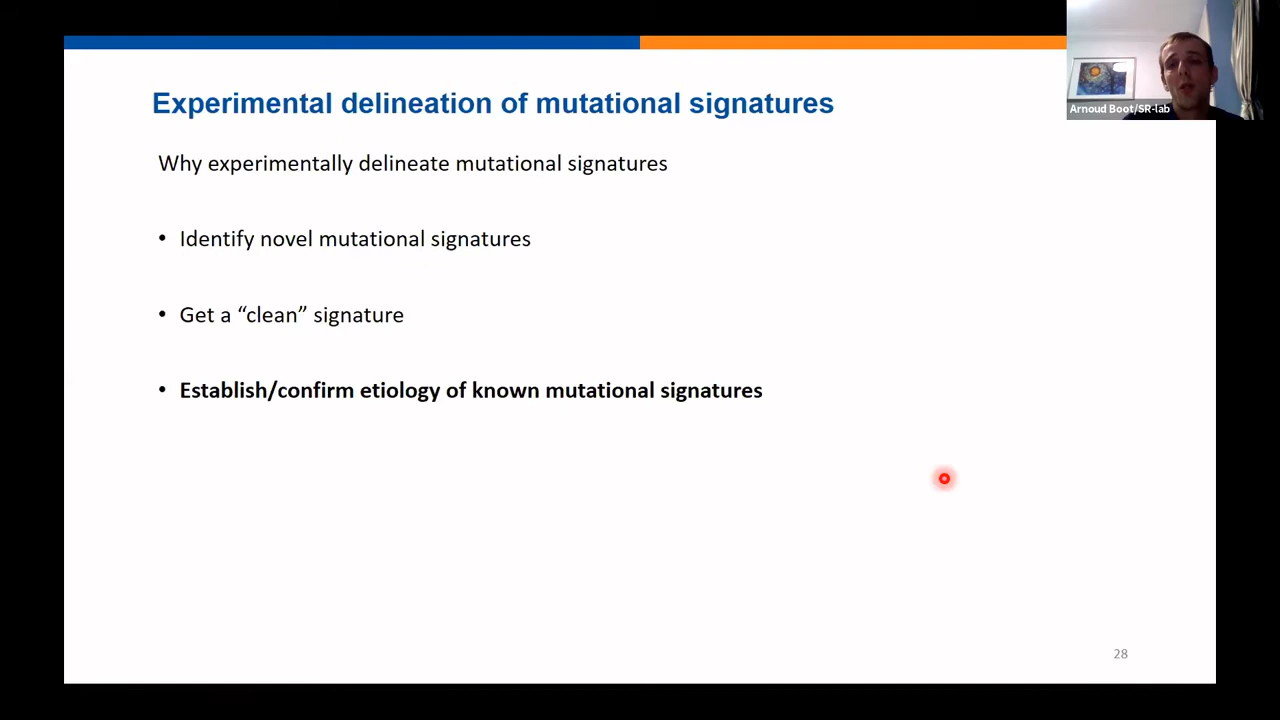 Experimental delineation of mutational signatures
Arnoud Boot/SR-lab
Why experimentally delineate mutational signatures
• Identify novel mutational signatures
• Get a “clean” signature
• Establish/confirm etiology of known mutational signatures
28